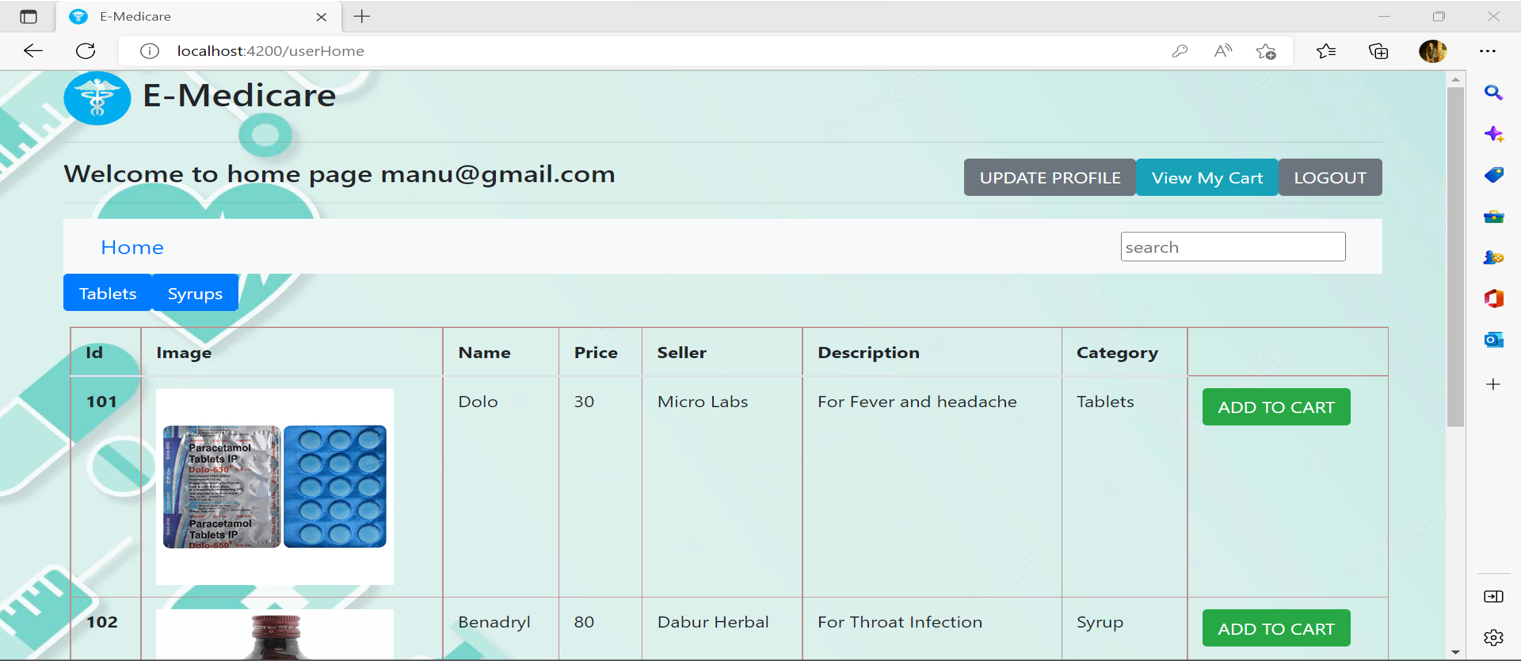 E-Medicare
localhost:4200/userHome
E-Medicare
Welcome to home page manu@gmail.com
UPDATE PROFILE View My Cart LOGOUT
Home
search
Tablets Syrups
Id Image Name Price Seller Description Category
101 Dolo 30 Micro Labs For Fever and headache Tablets ADD TO CART
Paracetamol
Tablets IP
Dolo-650
Paracetamol
Tablets IP
Dolo-650
102 Benadryl 80 Dabur Herbal For Throat Infection Syrup ADD TO CART